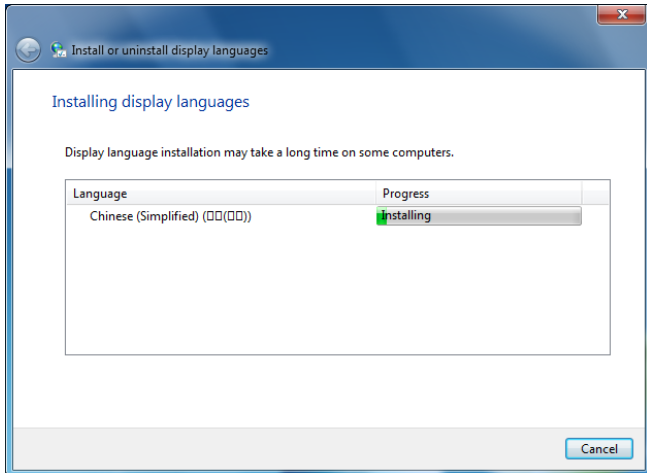 Install or uninstall display languages
Installing display languages
Display language installation may take a long time on some computers.
Language Progress
Chinese (Simplified) (□□(□□)) Installing
Cancel